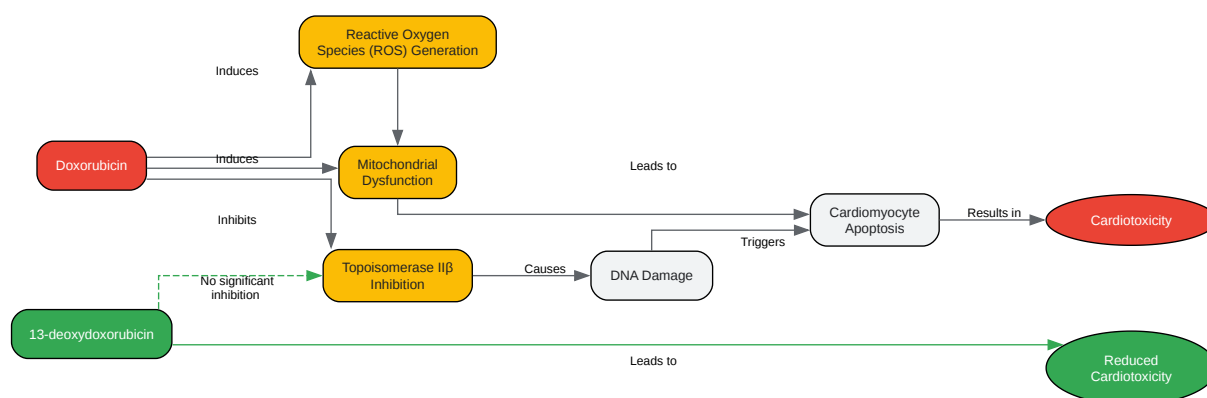 Reactive Oxygen
Species (ROS) Generation
Induces
Doxorubicin
Induces
Mitochondrial
Dysfunction
Leads to
Inhibits
Cardiomyocyte
Apoptosis
Results in
Cardiotoxicity
Triggers
Topoisomerase IIβ
Inhibition
Causes
DNA Damage
No significant
inhibition
13-deoxydoxorubicin
Leads to
Reduced
Cardiotoxicity